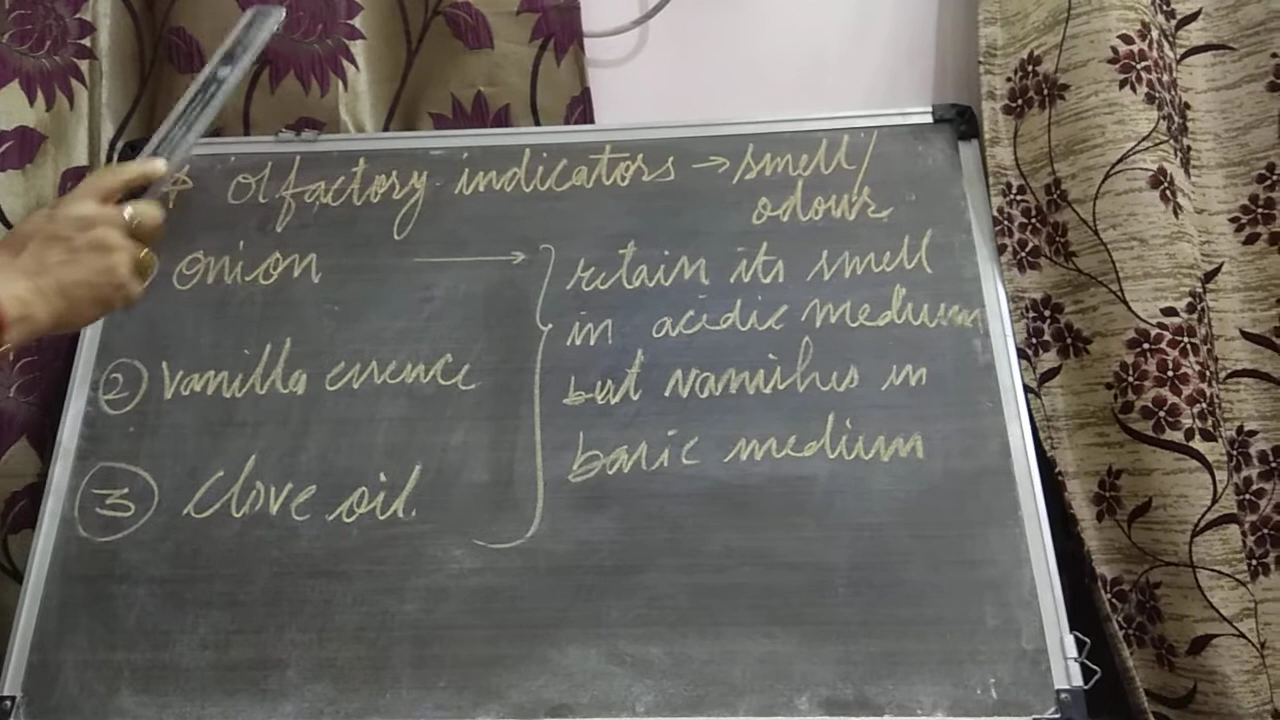 * Olfactory indicators → smell/
odour
onion → retain its smell
in acidic medium
② Vanilla essence but vanishes in
basic medium
③ Clove oil.